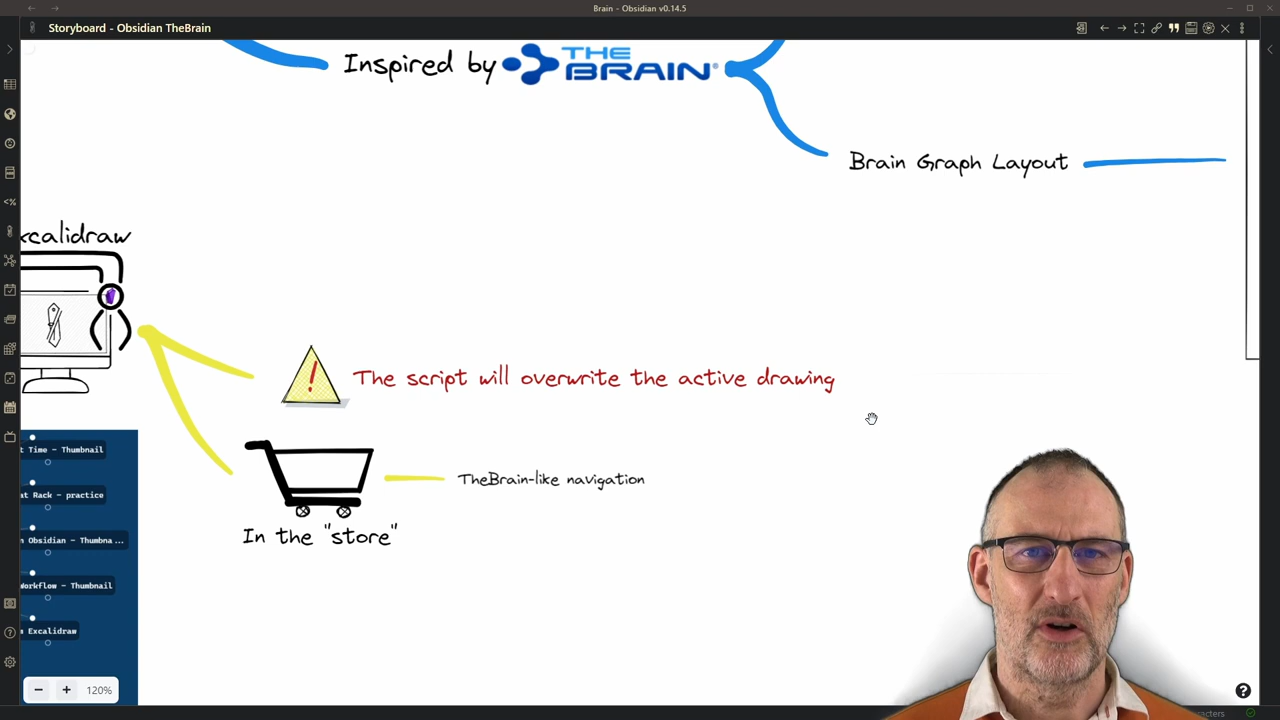 Brain - Obsidian v0.14.5
Storyboard - Obsidian TheBrain
Inspired by THE BRAIN®
Brain Graph Layout
xcalidraw
! The script will overwrite the active drawing
TheBrain-like navigation
In the "store"
t Time - Thumbnail
at Rack - practice
n Obsidian - Thumbna...
Workflow - Thumbnail
Excalidraw
120%